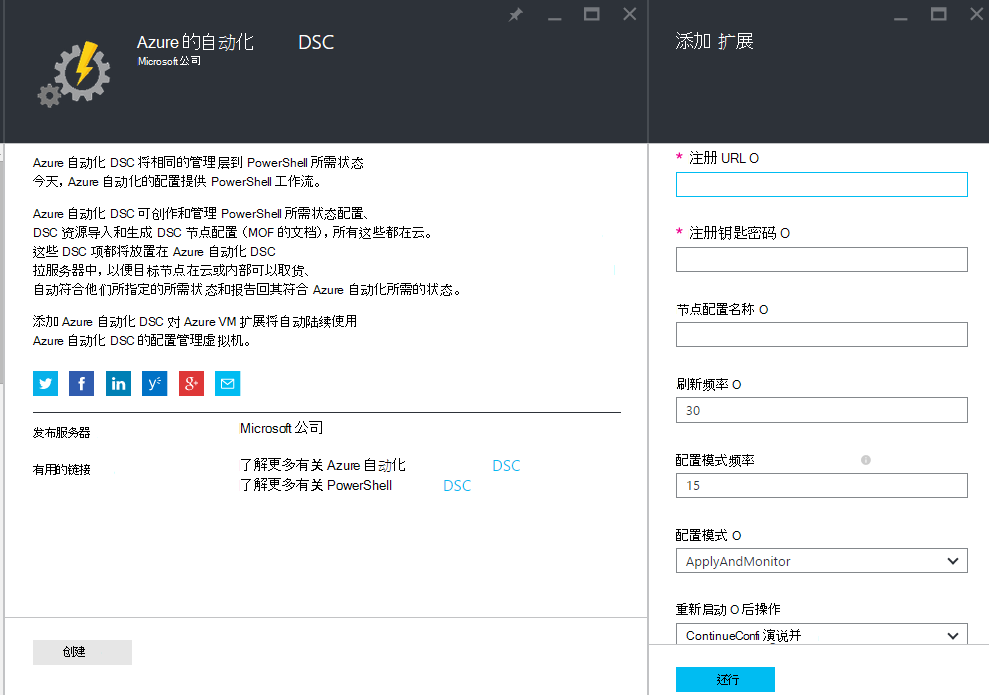 Azure 的自动化 DSC
Microsoft公司
Azure 自动化 DSC 将相同的管理层到 PowerShell 所需状态
今天，Azure 自动化的配置提供 PowerShell 工作流。
Azure 自动化 DSC 可创作和管理 PowerShell 所需状态配置、
DSC 资源导入和生成 DSC 节点配置（MOF 的文档），所有这些都在云。
这些 DSC 项都将放置在 Azure 自动化 DSC
拉服务器中，以便目标节点在云或内部可以取货、
自动符合他们所指定的所需状态和报告回其符合 Azure 自动化所需的状态。
添加 Azure 自动化 DSC 对 Azure VM 扩展将自动陆续使用
Azure 自动化 DSC 的配置管理虚拟机。
发布服务器 Microsoft 公司
有用的链接 了解更多有关 Azure 自动化 DSC
了解更多有关 PowerShell DSC
创建
添加 扩展
* 注册 URL O
* 注册钥匙密码 O
节点配置名称 O
刷新频率 O
30
配置模式频率
15
配置模式 O
ApplyAndMonitor
重新启动 O 后操作
ContinueConfi 演说并
还行